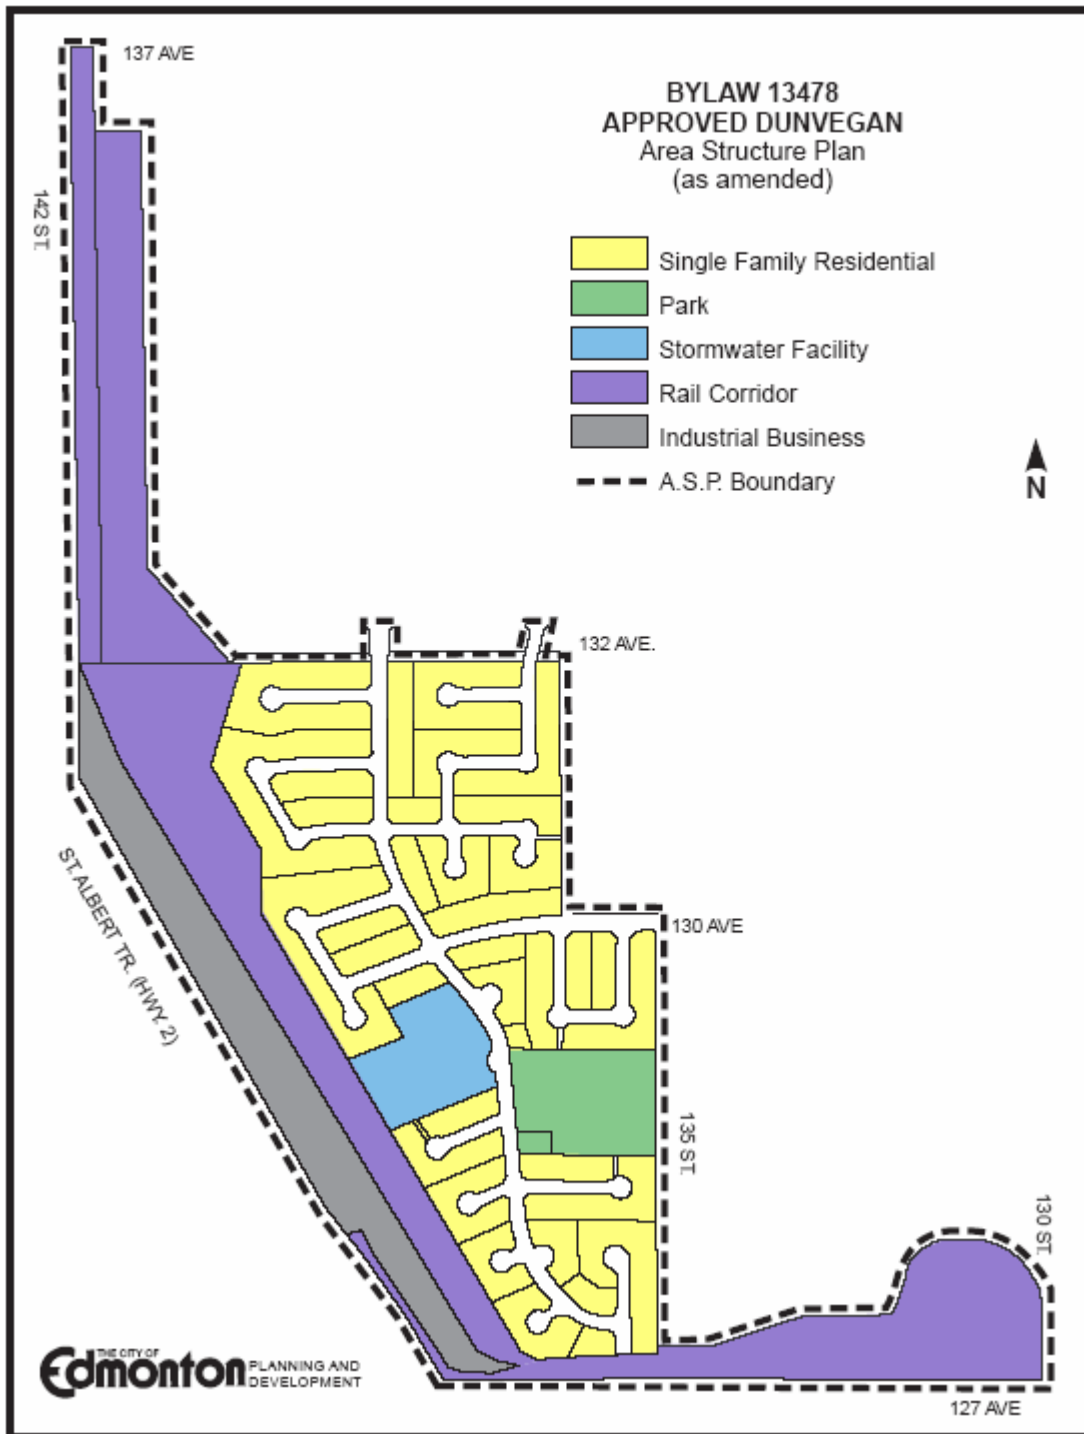 137 AVE
BYLAW 13478
APPROVED DUNVEGAN
Area Structure Plan
(as amended)
142 ST.
Single Family Residential
Park
Stormwater Facility
Rail Corridor
Industrial Business
A.S.P. Boundary
N
132 AVE.
ST. ALBERT TR. (HWY. 2)
130 AVE
135 ST.
130 ST.
THE CITY OF
Edmonton PLANNING AND
DEVELOPMENT
127 AVE